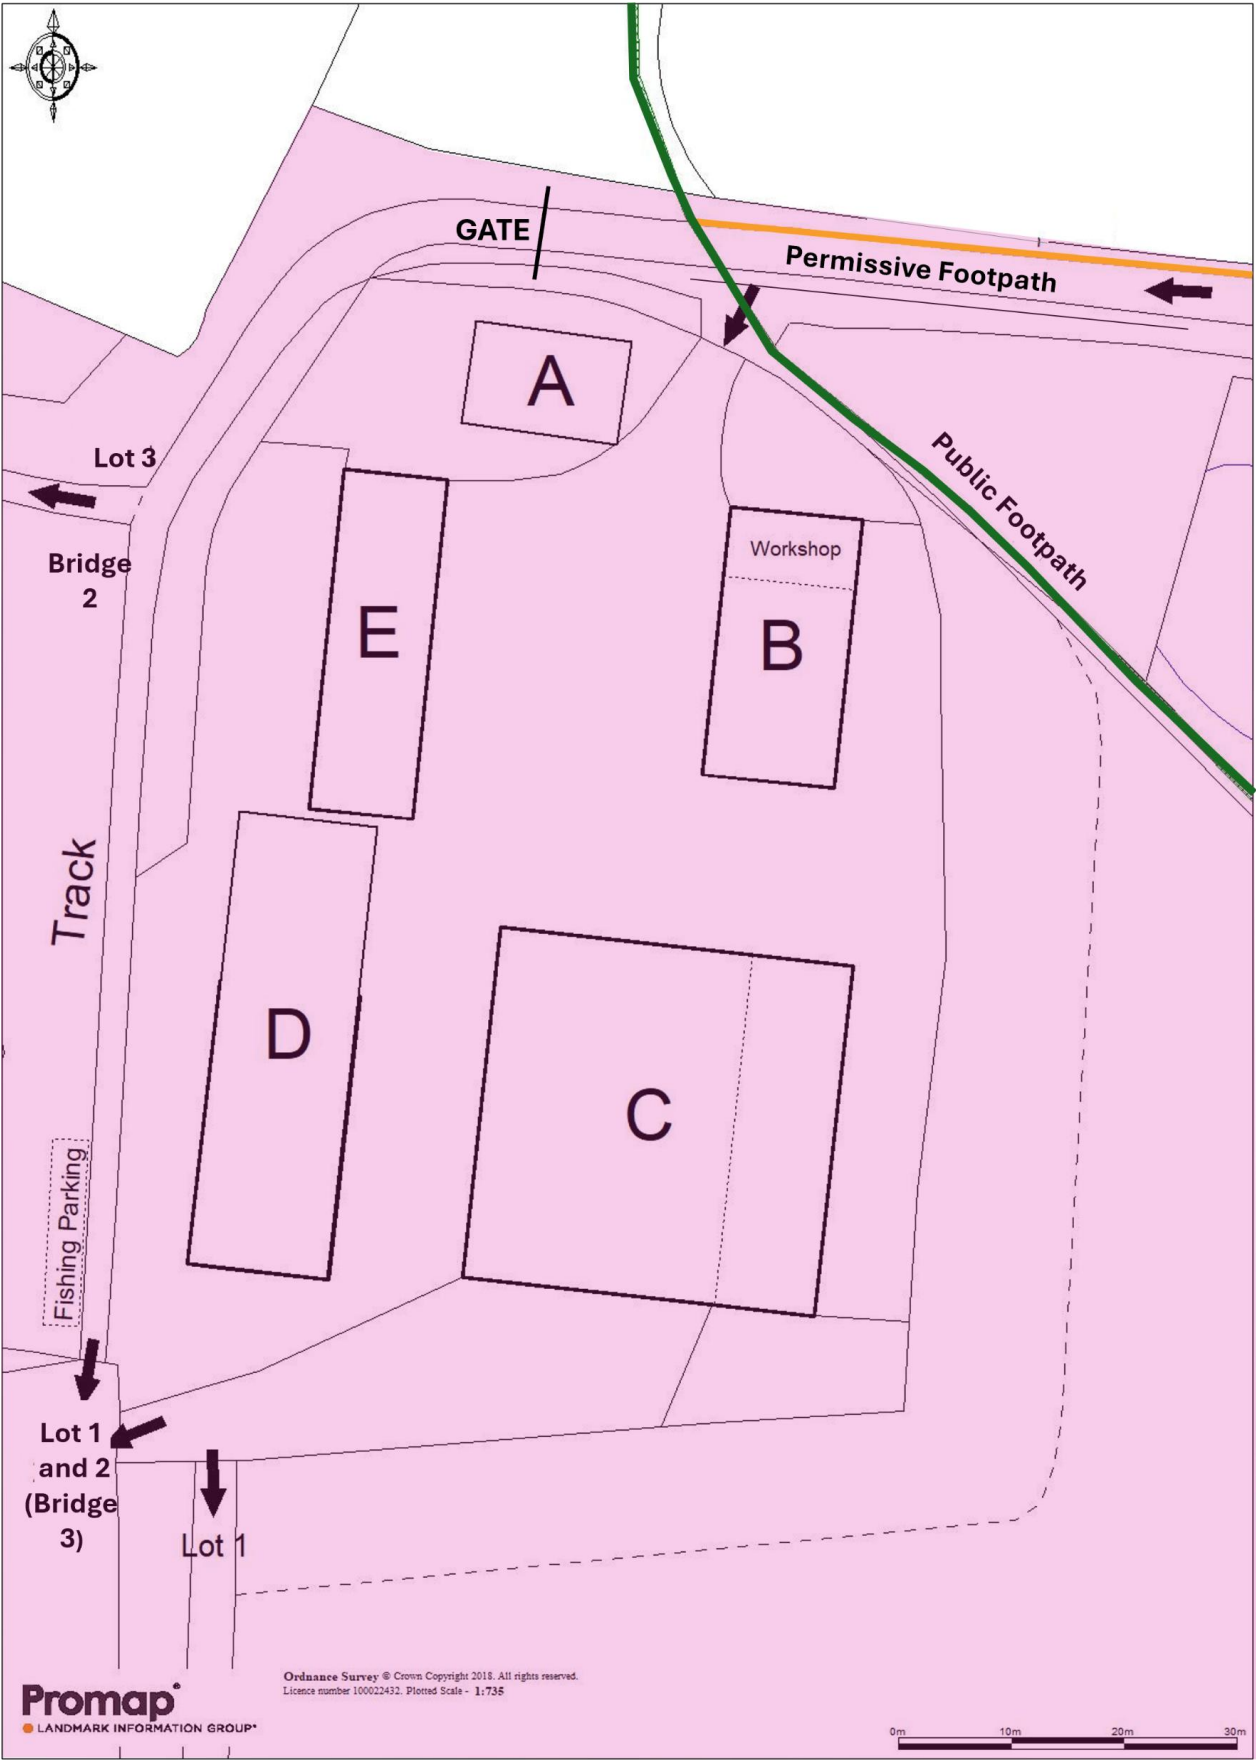 GATE
Permissive Footpath
A
Lot 3
Public Footpath
Bridge
2
Workshop
E
B
Track
D
C
Fishing Parking
Lot 1
and 2
(Bridge
3)
Lot 1
Ordnance Survey © Crown Copyright 2018. All rights reserved.
Licence number 100022432. Plotted Scale - 1:735
Promap®
LANDMARK INFORMATION GROUP®
0m 10m 20m 30m